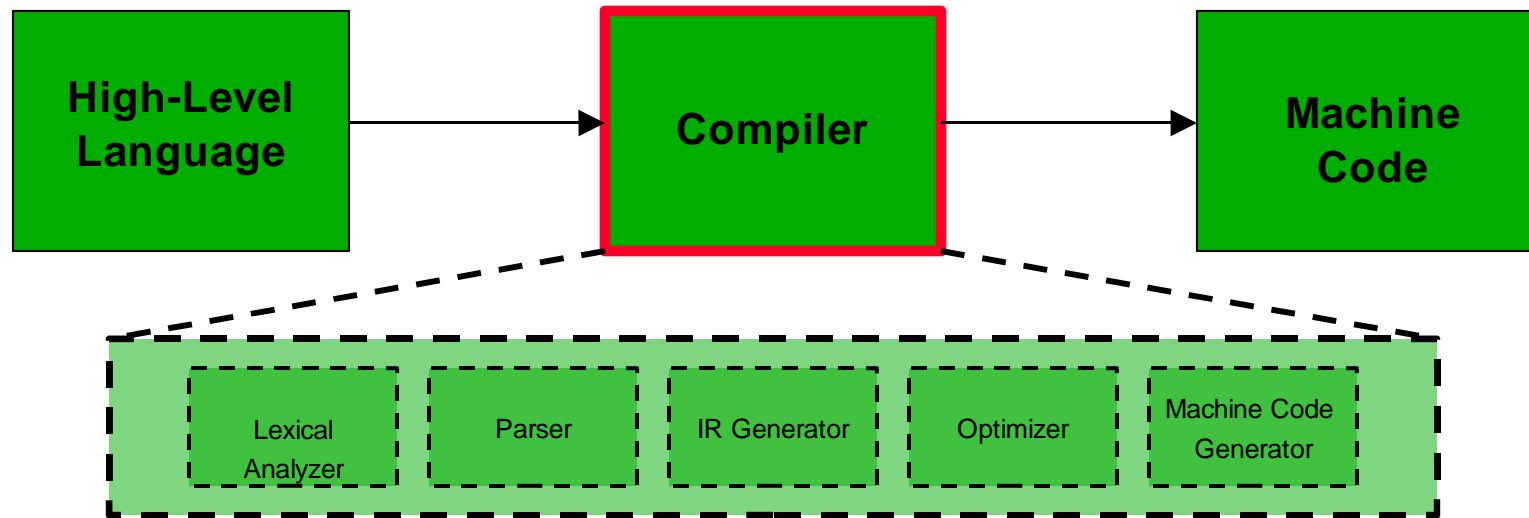 High-Level
Language
Compiler
Machine
Code
Lexical
Analyzer
Parser
IR Generator
Optimizer
Machine Code
Generator